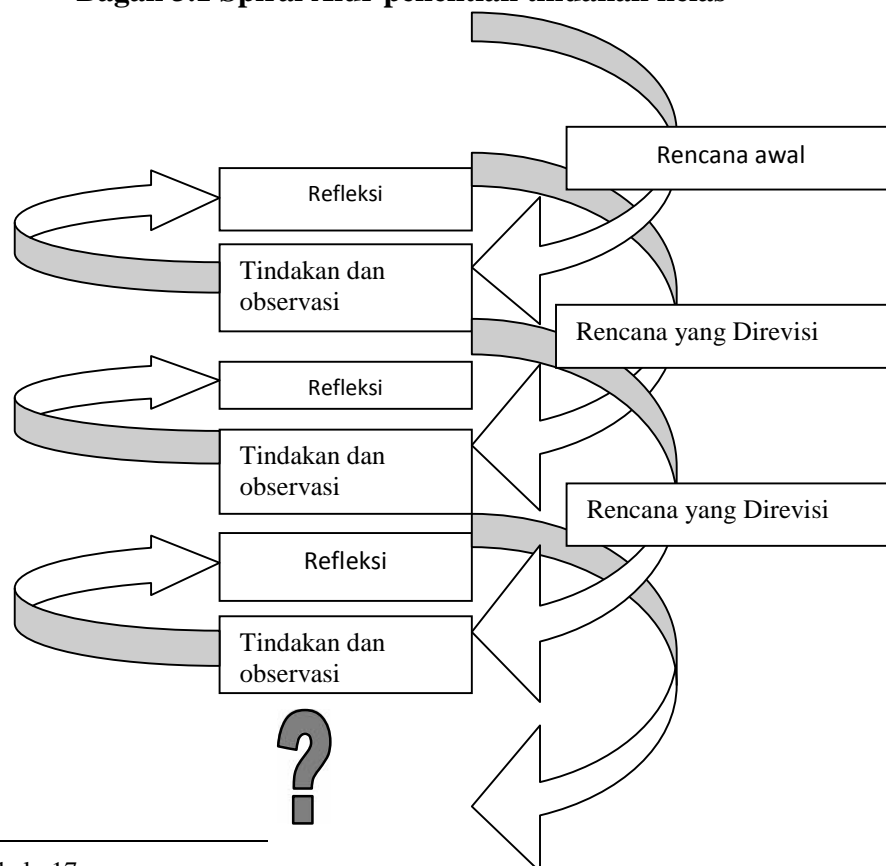 Bagan 3.1 Spiral Alur penelitian tindakan kelas
Rencana awal
Refleksi
Tindakan dan
observasi
Rencana yang Direvisi
Refleksi
Tindakan dan
observasi
Rencana yang Direvisi
Refleksi
Tindakan dan
observasi
?
17